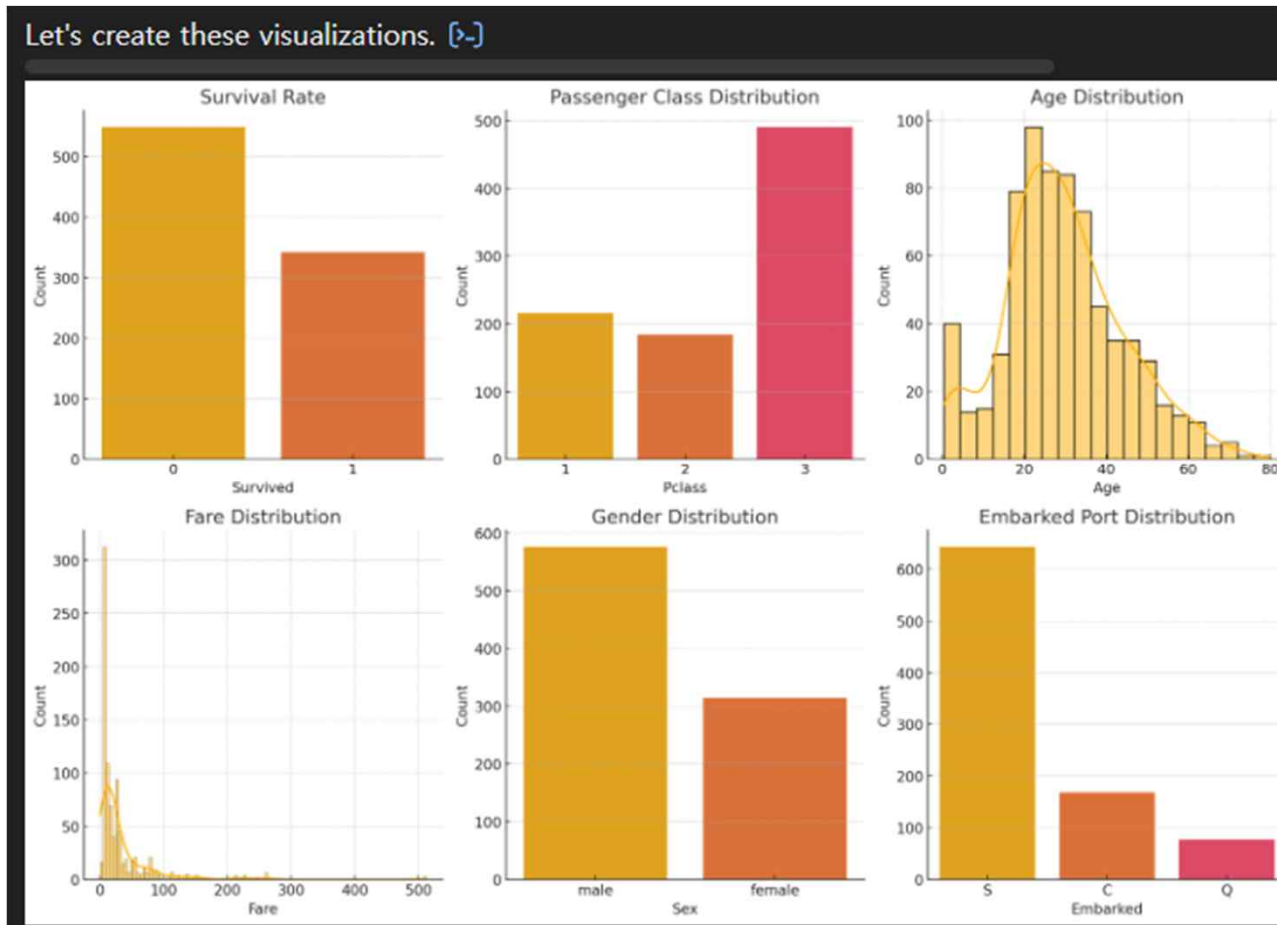 Let's create these visualizations.
Survival Rate
Count
500
400
300
200
100
0
0 1
Survived
Passenger Class Distribution
Count
500
400
300
200
100
0
1 2 3
Pclass
Age Distribution
Count
100
80
60
40
20
0
0 20 40 60 80
Age
Fare Distribution
Count
300
250
200
150
100
50
0
0 100 200 300 400 500
Fare
Gender Distribution
Count
600
500
400
300
200
100
0
male female
Sex
Embarked Port Distribution
Count
600
500
400
300
200
100
0
S C Q
Embarked